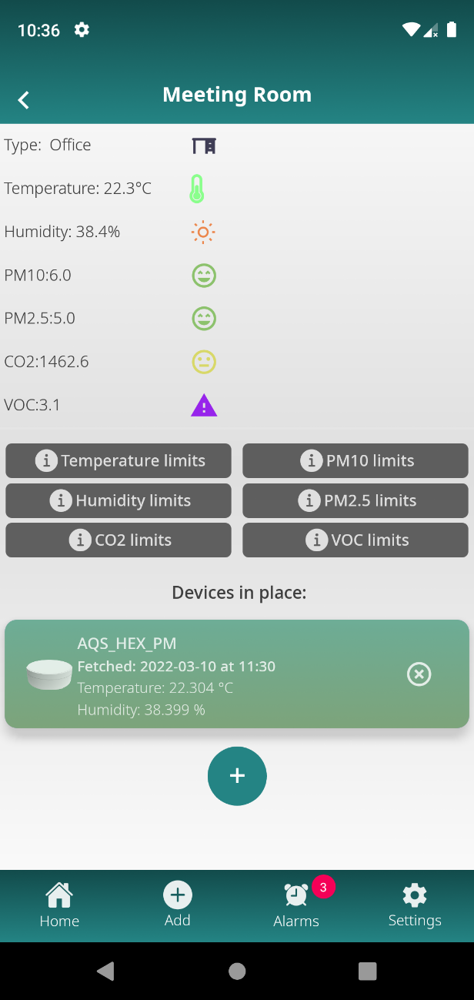 10:36
Meeting Room
Type: Office
Temperature: 22.3°C
Humidity: 38.4%
PM10:6.0
PM2.5:5.0
CO2:1462.6
VOC:3.1
Temperature limits
PM10 limits
Humidity limits
PM2.5 limits
CO2 limits
VOC limits
Devices in place:
AQS_HEX_PM
Fetched: 2022-03-10 at 11:30
Temperature: 22.304 °C
Humidity: 38.399 %
3
Home
Add
Alarms
Settings